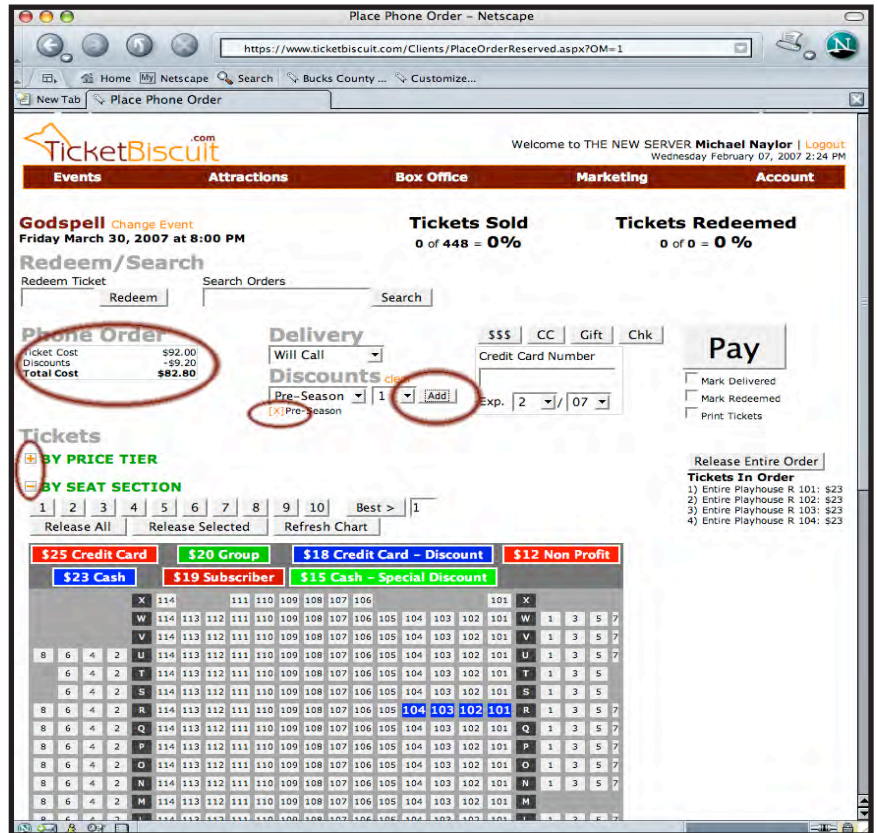 Place Phone Order – Netscape
https://www.ticketbiscuit.com/Clients/PlaceOrderReserved.aspx?OM=1
N
Home My Netscape Search Bucks County ... Customize...
New Tab Place Phone Order
TicketBiscuit.com
Welcome to THE NEW SERVER Michael Naylor | Logout
Wednesday February 07, 2007 2:24 PM
Events Attractions Box Office Marketing Account
Godspell Change Event
Friday March 30, 2007 at 8:00 PM
Tickets Sold
0 of 448 = 0%
Tickets Redeemed
0 of 0 = 0 %
Redeem/Search
Redeem Ticket Search Orders
Redeem Search
Phone Order
Ticket Cost $92.00
Discounts -$9.20
Total Cost $82.80
Delivery
Will Call
Discounts clear
Pre-Season 1 Add
[X]Pre-Season
$$$ CC Gift Chk
Credit Card Number
Exp. 2 / 07
Pay
Mark Delivered
Mark Redeemed
Print Tickets
Tickets
BY PRICE TIER
BY SEAT SECTION
1 2 3 4 5 6 7 8 9 10 Best > 1
Release All Release Selected Refresh Chart
Release Entire Order
Tickets In Order
1) Entire Playhouse R 101: $23
2) Entire Playhouse R 102: $23
3) Entire Playhouse R 103: $23
4) Entire Playhouse R 104: $23
$25 Credit Card $20 Group $18 Credit Card – Discount $12 Non Profit
$23 Cash $19 Subscriber $15 Cash – Special Discount
X 114 111 110 109 108 107 106 101 X
W 114 113 112 111 110 109 108 107 106 105 104 103 102 101 W 1 3 5 7
V 114 113 112 111 110 109 108 107 106 105 104 103 102 101 V 1 3 5 7
8 6 4 2 U 114 113 112 111 110 109 108 107 106 105 104 103 102 101 U 1 3 5 7
6 4 2 T 114 113 112 111 110 109 108 107 106 105 104 103 102 101 T 1 3 5
6 4 2 S 114 113 112 111 110 109 108 107 106 105 104 103 102 101 S 1 3 5
8 6 4 2 R 114 113 112 111 110 109 108 107 106 105 104 103 102 101 R 1 3 5 7
8 6 4 2 Q 114 113 112 111 110 109 108 107 106 105 104 103 102 101 Q 1 3 5 7
8 6 4 2 P 114 113 112 111 110 109 108 107 106 105 104 103 102 101 P 1 3 5 7
8 6 4 2 O 114 113 112 111 110 109 108 107 106 105 104 103 102 101 O 1 3 5 7
8 6 4 2 N 114 113 112 111 110 109 108 107 106 105 104 103 102 101 N 1 3 5 7
8 6 4 2 M 114 113 112 111 110 109 108 107 106 105 104 103 102 101 M